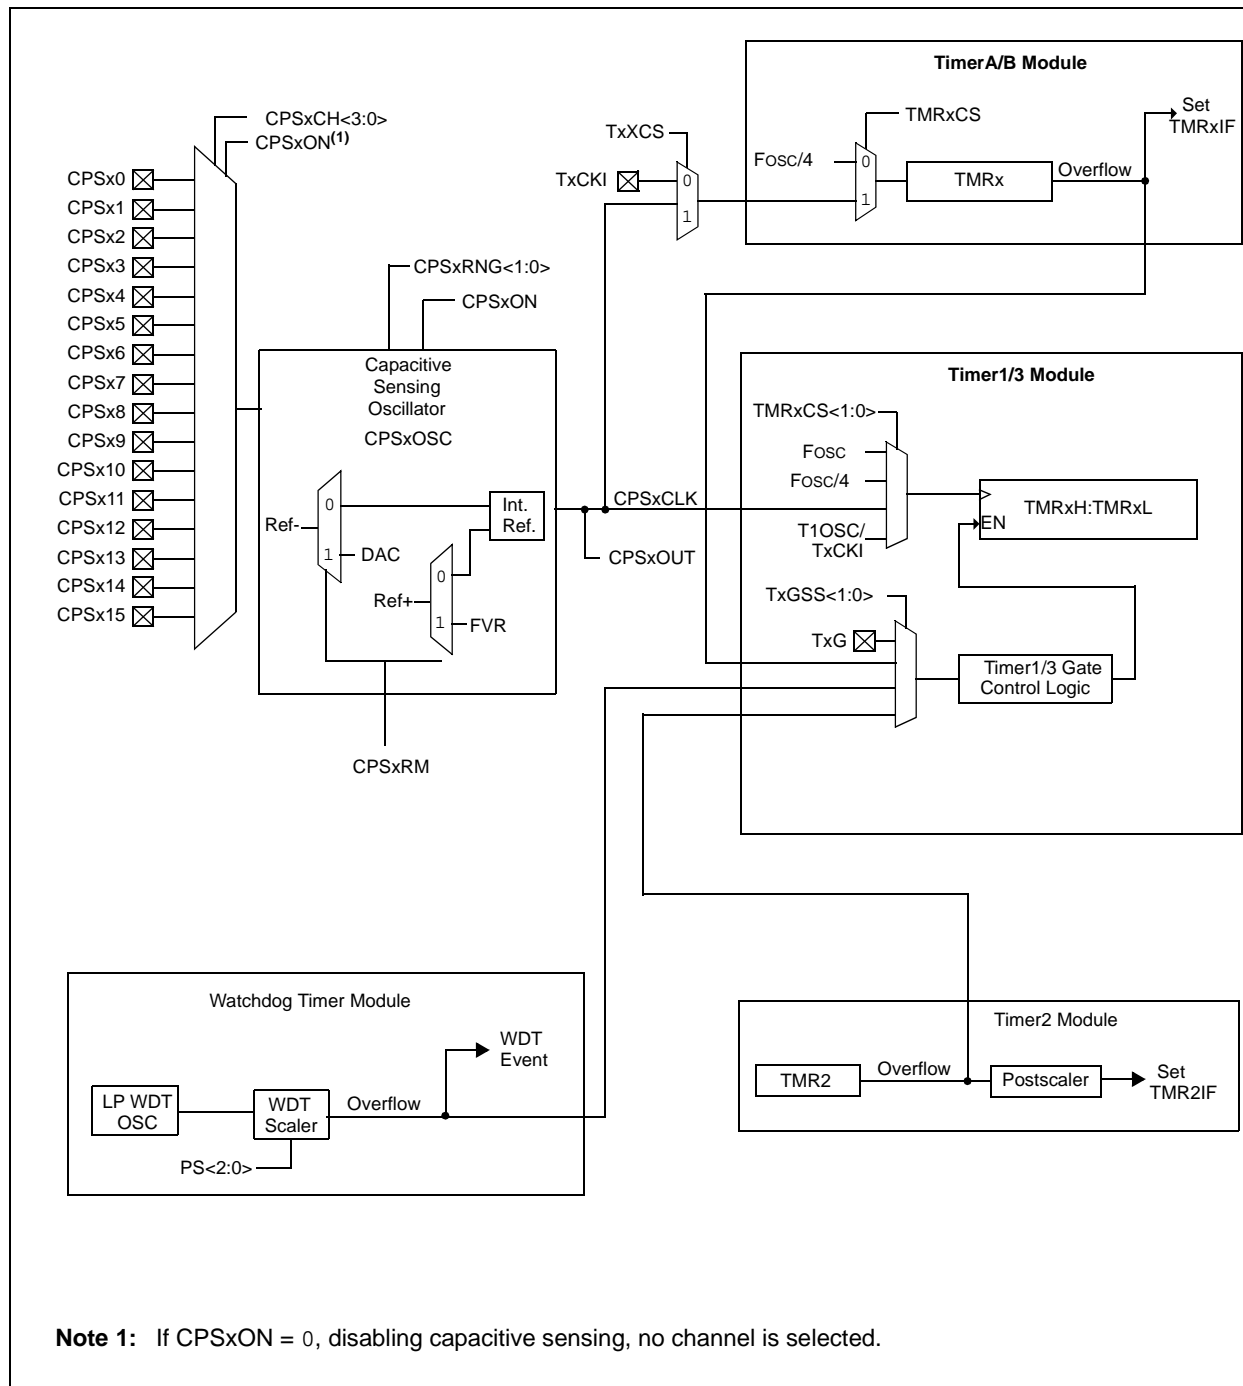 TimerA/B Module
CPSxCH<3:0>
CPSxON(1)
TxXCS
TMRxCS
Set
TMRxIF
FOSC/4
0
1
TMRx
Overflow
TxCKI
0
1
CPSx0
CPSx1
CPSx2
CPSx3
CPSx4
CPSx5
CPSx6
CPSx7
CPSx8
CPSx9
CPSx10
CPSx11
CPSx12
CPSx13
CPSx14
CPSx15
CPSxRNG<1:0>
CPSxON
Capacitive
Sensing
Oscillator
CPSxOSC
0
Ref-
1
DAC
Int.
Ref.
0
Ref+
1
FVR
CPSxRM
CPSxCLK
CPSxOUT
Timer1/3 Module
TMRxCS<1:0>
FOSC
FOSC/4
T1OSC/
TxCKI
TMRxH:TMRxL
EN
TxGSS<1:0>
TxG
Timer1/3 Gate
Control Logic
Watchdog Timer Module
WDT
Event
LP WDT
OSC
WDT
Scaler
Overflow
PS<2:0>
Timer2 Module
TMR2
Overflow
Postscaler
Set
TMR2IF
Note 1: If CPSxON = 0, disabling capacitive sensing, no channel is selected.